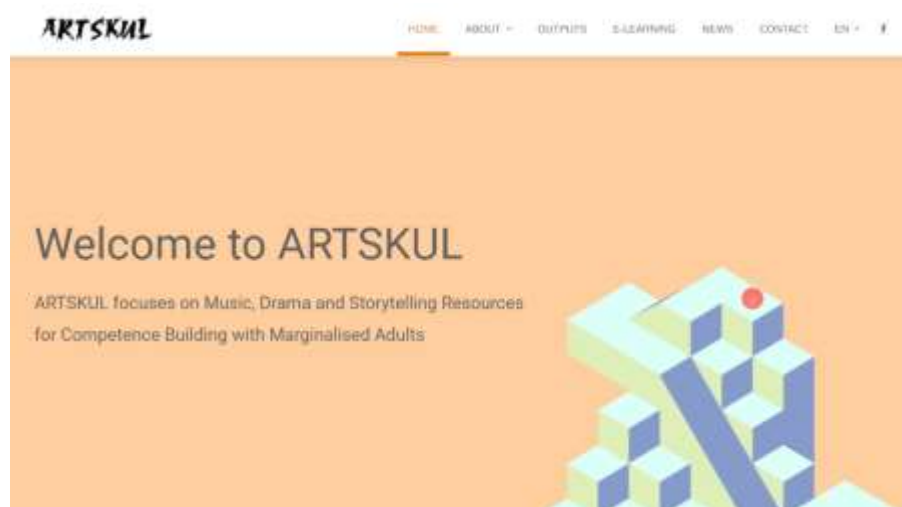 ARTSKUL
HOME ABOUT OUTPUTS E-LEARNING NEWS CONTACT EN
Welcome to ARTSKUL
ARTSKUL focuses on Music, Drama and Storytelling Resources
for Competence Building with Marginalised Adults